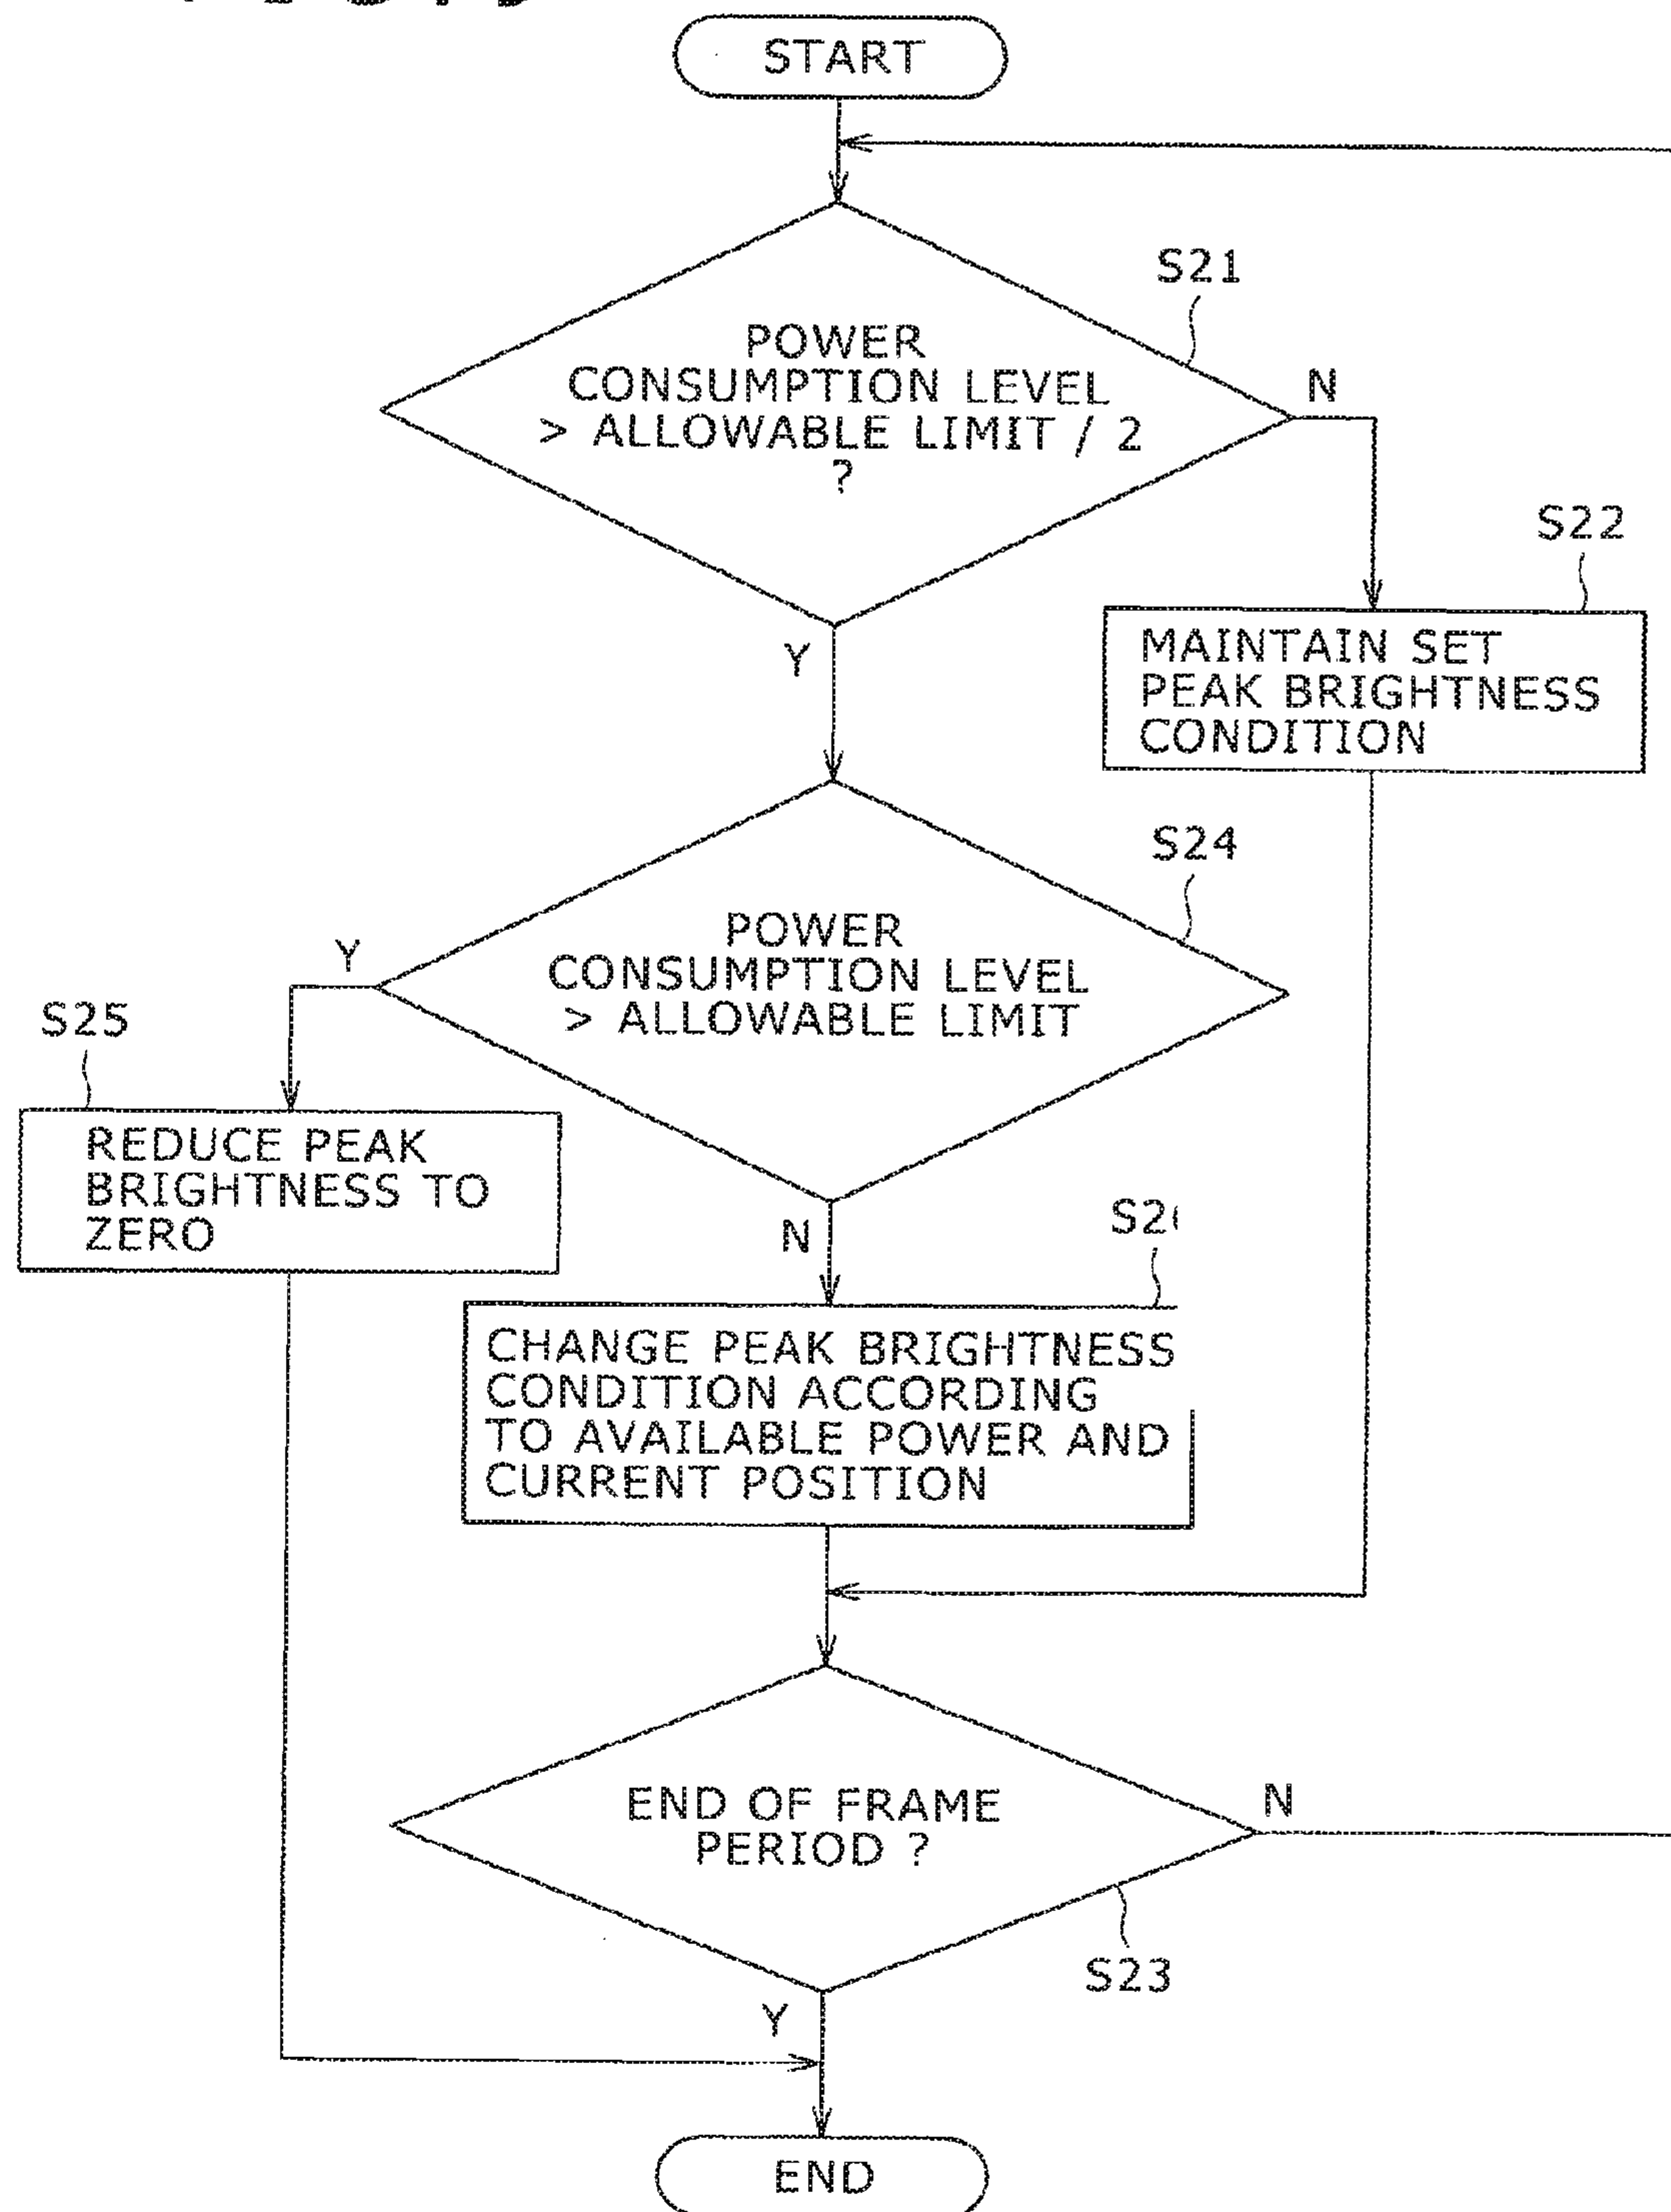 START
S21
POWER
CONSUMPTION LEVEL
> ALLOWABLE LIMIT / 2
?
N
S22
MAINTAIN SET
PEAK BRIGHTNESS
CONDITION
Y
S24
POWER
CONSUMPTION LEVEL
> ALLOWABLE LIMIT
Y
S25
REDUCE PEAK
BRIGHTNESS TO
ZERO
N
CHANGE PEAK BRIGHTNESS
CONDITION ACCORDING
TO AVAILABLE POWER AND
CURRENT POSITION
END OF FRAME
PERIOD ?
N
S23
Y
END